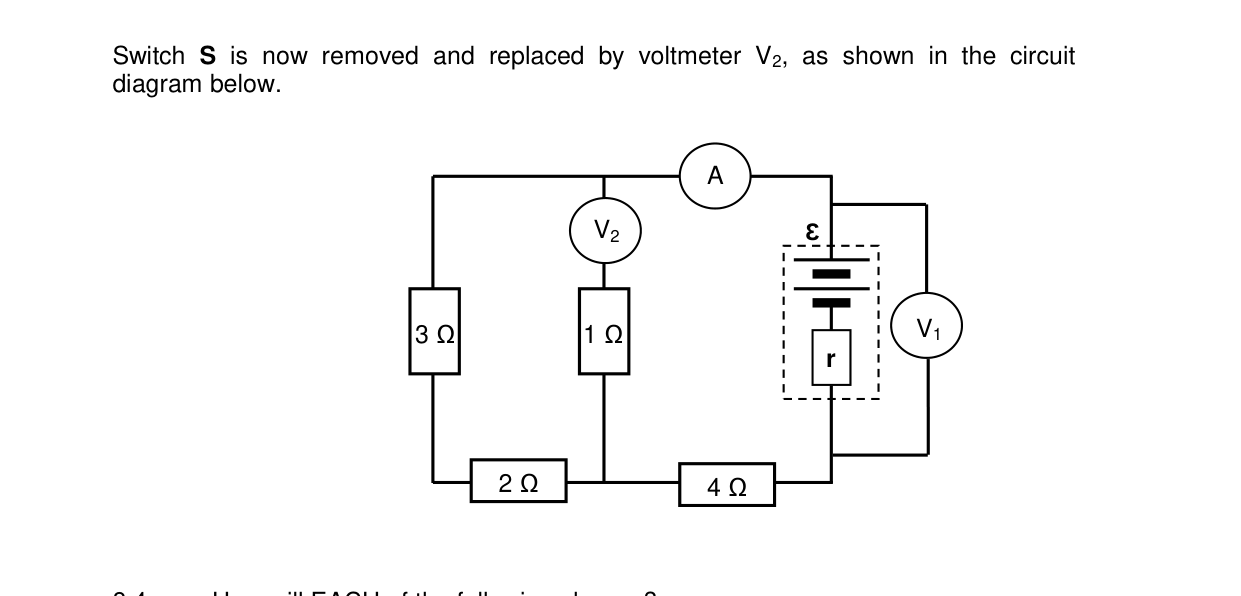 Switch S is now removed and replaced by voltmeter V₂, as shown in the circuit
diagram below.
A
V₂
ε
3 Ω
1 Ω
V₁
r
2 Ω
4 Ω